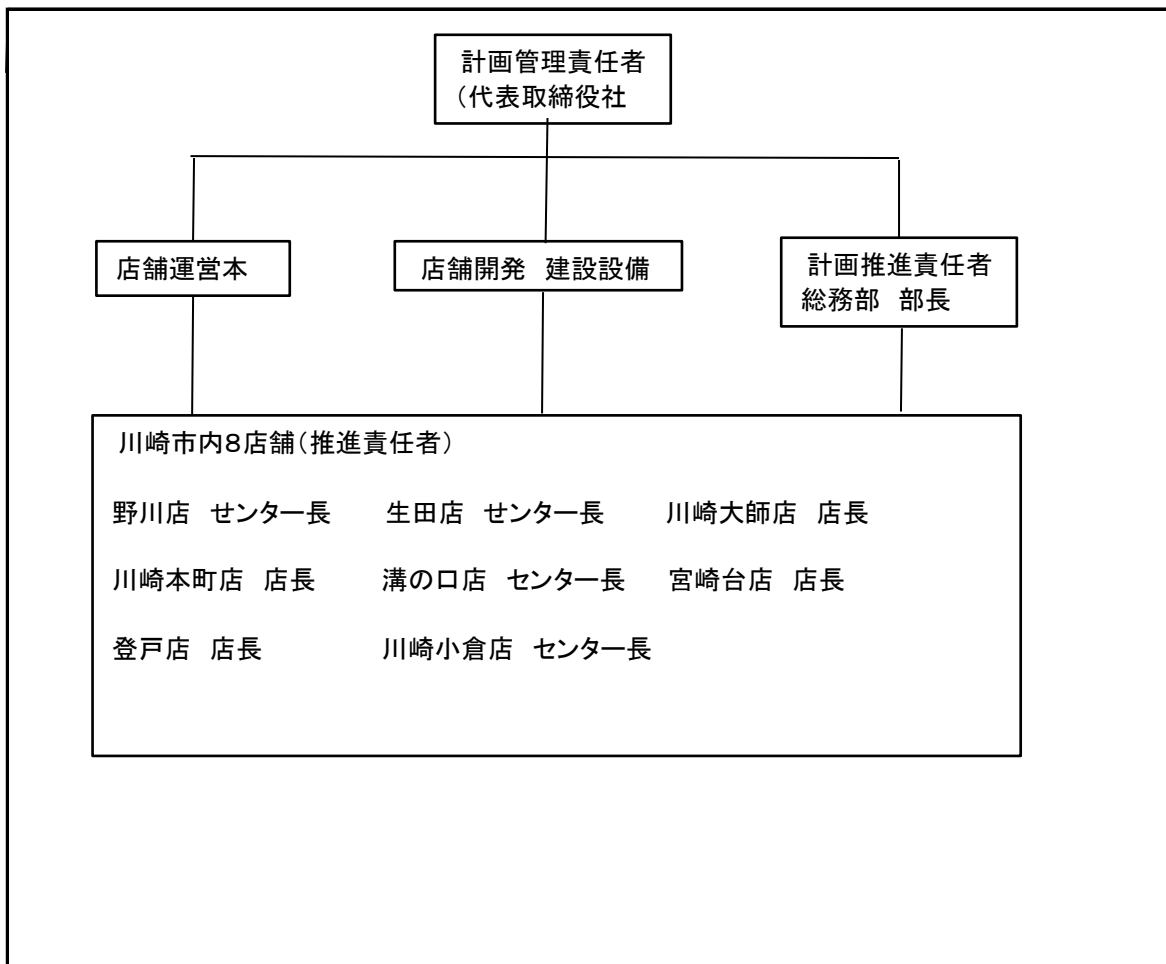 計画管理責任者
(代表取締役社
店舗運営本
店舗開発 建設設備
計画推進責任者
総務部 部長
川崎市内8店舗(推進責任者)
野川店 せンター長 生田店 せンター長 川崎大師店 店長
川崎本町店 店長 溝の口店 センター長 宮崎台店 店長
登戸店 店長 川崎小倉店 センター長